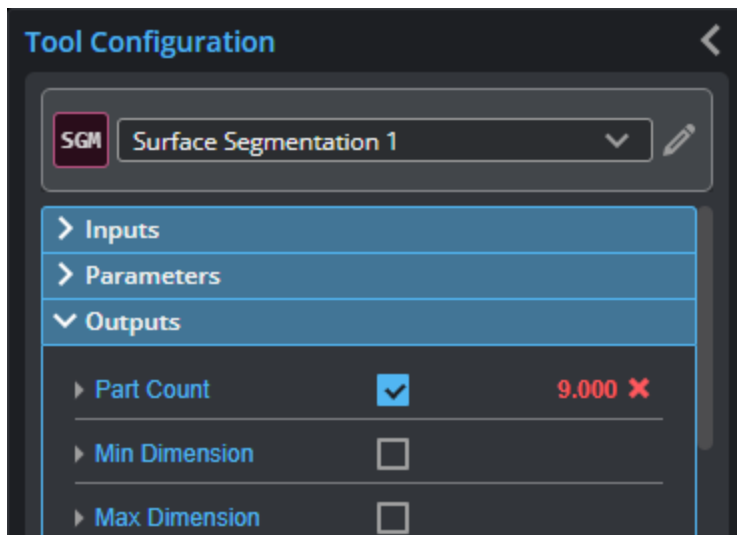 Tool Configuration
SGM Surface Segmentation 1
Inputs
Parameters
Outputs
Part Count 9.000
Min Dimension
Max Dimension